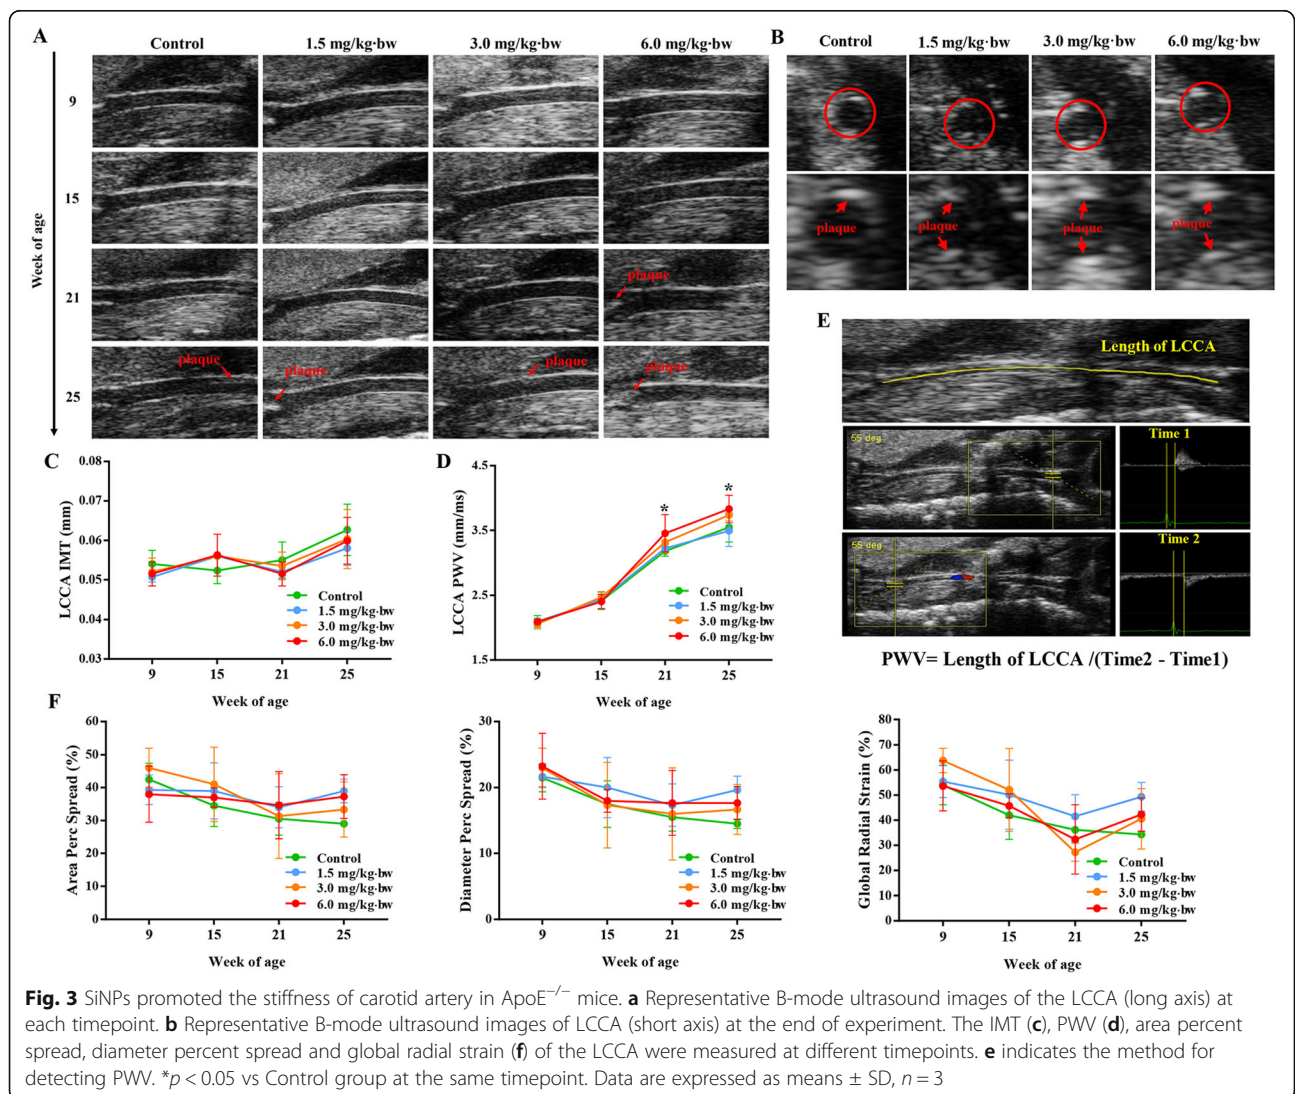 A
Control 1.5 mg/kg·bw 3.0 mg/kg·bw 6.0 mg/kg·bw
Week of age
9
15
21
plaque
25
plaque plaque plaque plaque
B
Control 1.5 mg/kg·bw 3.0 mg/kg·bw 6.0 mg/kg·bw
plaque plaque plaque plaque
C
LCCA IMT (mm)
0.08
0.07
0.06
0.05
0.04
0.03
Control
1.5 mg/kg·bw
3.0 mg/kg·bw
6.0 mg/kg·bw
9 15 21 25
Week of age
D
LCCA PWV (mm/ms)
4.5
3.5
2.5
1.5
* *
Control
1.5 mg/kg·bw
3.0 mg/kg·bw
6.0 mg/kg·bw
9 15 21 25
Week of age
E
Length of LCCA
55 deg
Time 1
55 deg
Time 2
PWV= Length of LCCA /(Time2 - Time1)
F
Area Perc Spread (%)
60
50
40
30
20
10
0
Control
1.5 mg/kg·bw
3.0 mg/kg·bw
6.0 mg/kg·bw
9 15 21 25
Week of age
Diameter Perc Spread (%)
30
20
10
0
Control
1.5 mg/kg·bw
3.0 mg/kg·bw
6.0 mg/kg·bw
9 15 21 25
Week of age
Global Radial Strain (%)
80
70
60
50
40
30
20
10
0
Control
1.5 mg/kg·bw
3.0 mg/kg·bw
6.0 mg/kg·bw
9 15 21 25
Week of age
Fig. 3 SiNPs promoted the stiffness of carotid artery in ApoE−/− mice. a Representative B-mode ultrasound images of the LCCA (long axis) at
each timepoint. b Representative B-mode ultrasound images of LCCA (short axis) at the end of experiment. The IMT (c), PWV (d), area percent
spread, diameter percent spread and global radial strain (f) of the LCCA were measured at different timepoints. e indicates the method for
detecting PWV. *p < 0.05 vs Control group at the same timepoint. Data are expressed as means ± SD, n = 3